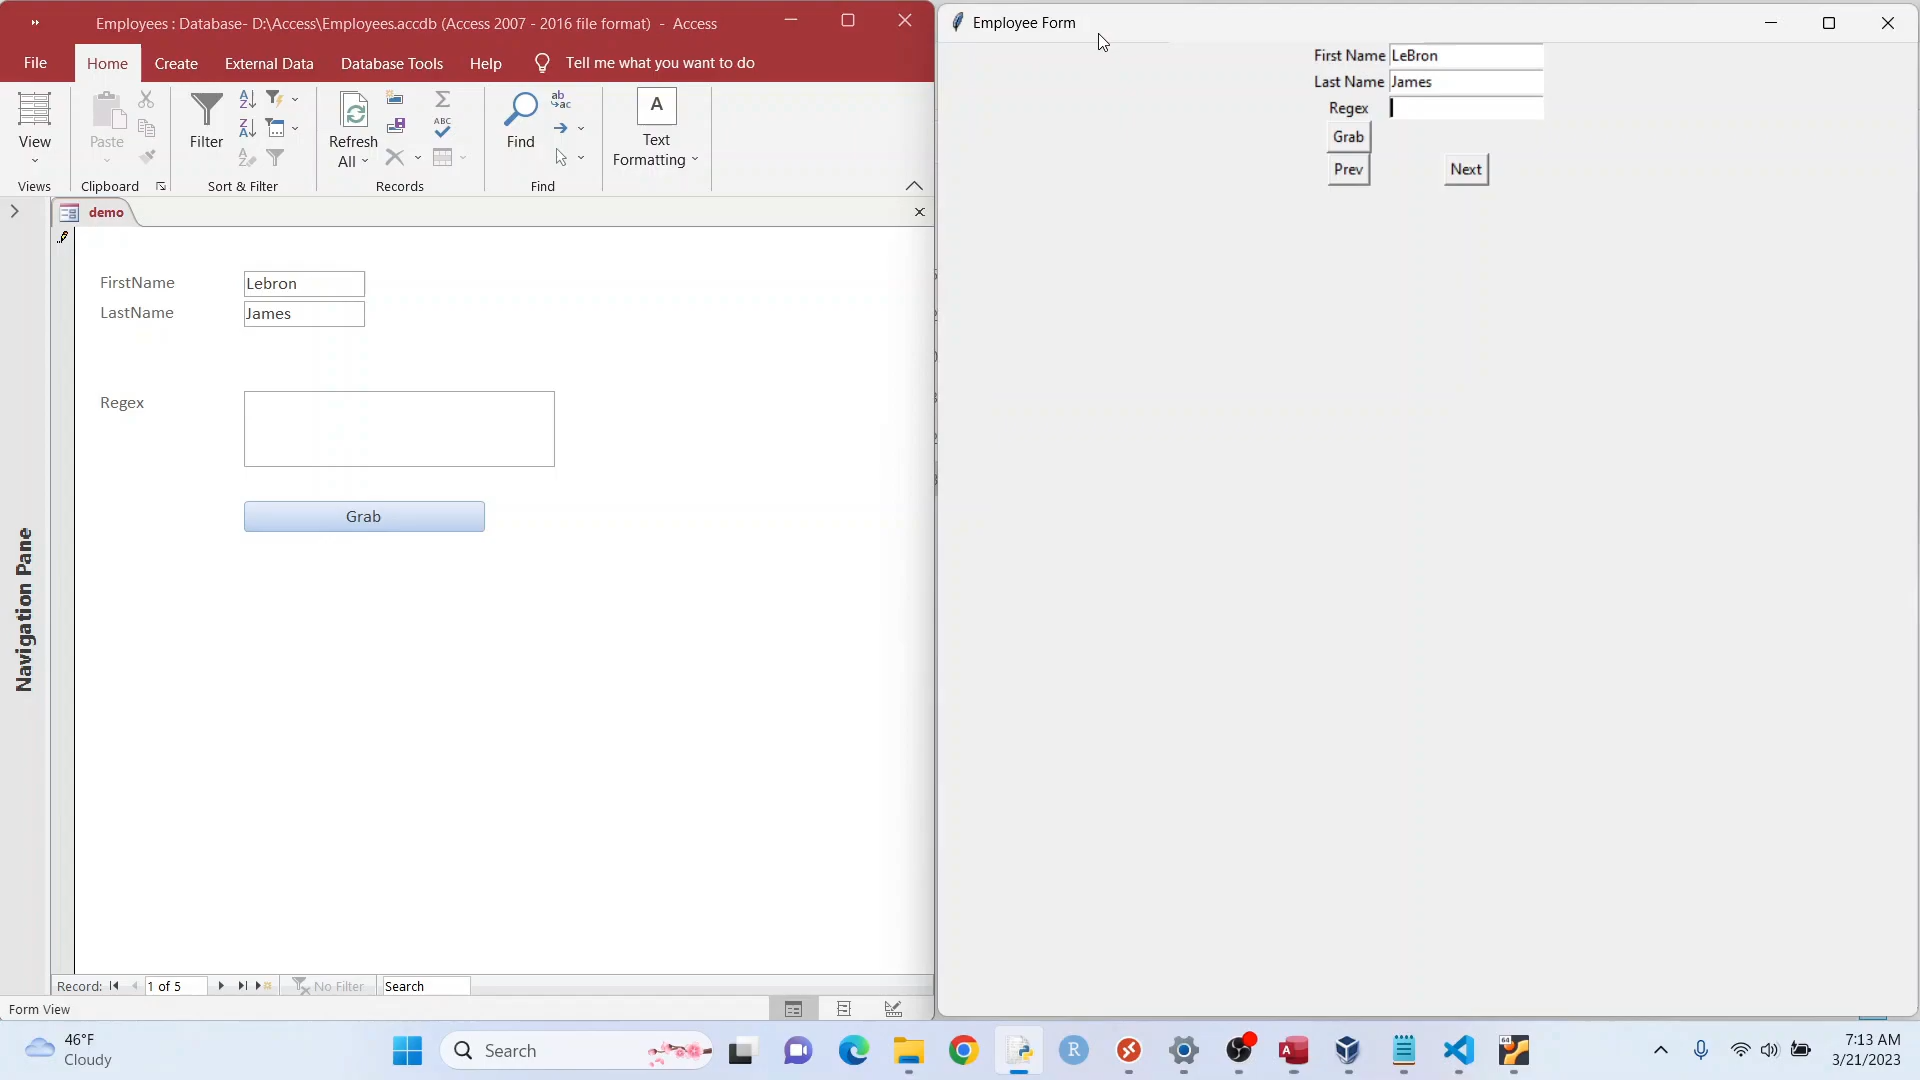 Employees : Database- D:\Access\Employees.accdb (Access 2007 - 2016 file format) - Access
File Home Create External Data Database Tools Help Tell me what you want to do
View
Paste
Filter
Refresh
All
ABC
Find
ab
ac
A
Text
Formatting
Views
Clipboard
Sort & Filter
Records
Find
demo
Navigation Pane
FirstName Lebron
LastName James
Regex
Grab
Record: 1 of 5 No Filter Search
Form View
Employee Form
First Name LeBron
Last Name James
Regex
Grab
Prev Next
46°F
Cloudy
Search
R
A
64
7:13 AM
3/21/2023